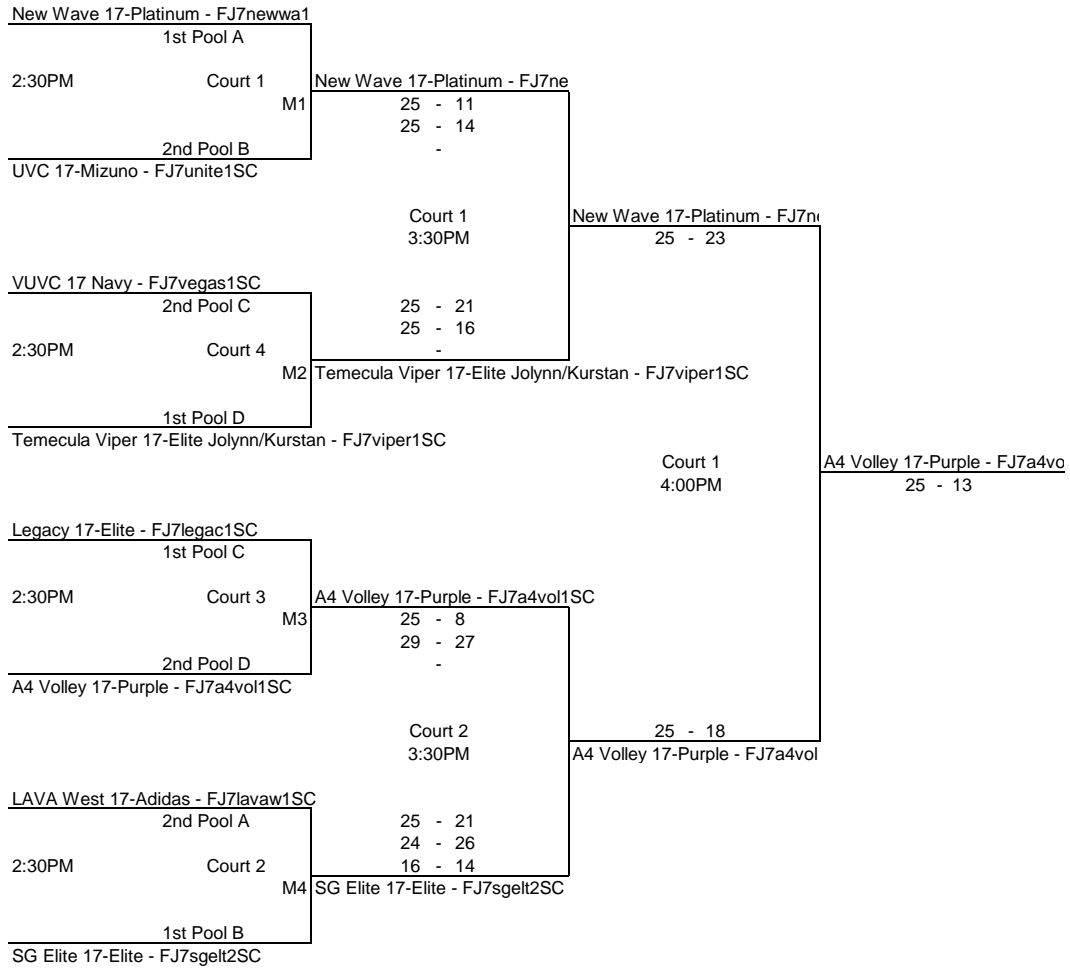 New Wave 17-Platinum - FJ7newwa1
1st Pool A
2:30PM Court 1 New Wave 17-Platinum - FJ7ne
M1 25 - 11
25 - 14
2nd Pool B -
UVC 17-Mizuno - FJ7unite1SC
Court 1 New Wave 17-Platinum - FJ7n
3:30PM 25 - 23
VUVC 17 Navy - FJ7vegas1SC
2nd Pool C 25 - 21
25 - 16
2:30PM Court 4 -
M2 Temecula Viper 17-Elite Jolynn/Kurstan - FJ7viper1SC
1st Pool D
Temecula Viper 17-Elite Jolynn/Kurstan - FJ7viper1SC
Court 1 A4 Volley 17-Purple - FJ7a4vo
4:00PM 25 - 13
Legacy 17-Elite - FJ7legac1SC
1st Pool C
2:30PM Court 3 A4 Volley 17-Purple - FJ7a4vol1SC
M3 25 - 8
29 - 27
2nd Pool D -
A4 Volley 17-Purple - FJ7a4vol1SC
Court 2 25 - 18
3:30PM A4 Volley 17-Purple - FJ7a4vol
LAVA West 17-Adidas - FJ7lavaw1SC
2nd Pool A 25 - 21
24 - 26
2:30PM Court 2 16 - 14
M4 SG Elite 17-Elite - FJ7sgelt2SC
1st Pool B
SG Elite 17-Elite - FJ7sgelt2SC